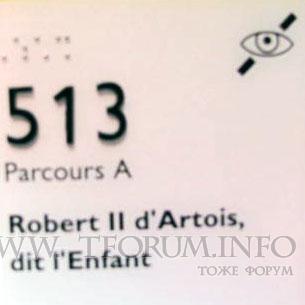 513
Parcours A
Robert II d'Artois,
dit l'Enfant
WWW.TFORUM.INFO
ТОЖЕ ФОРУМ